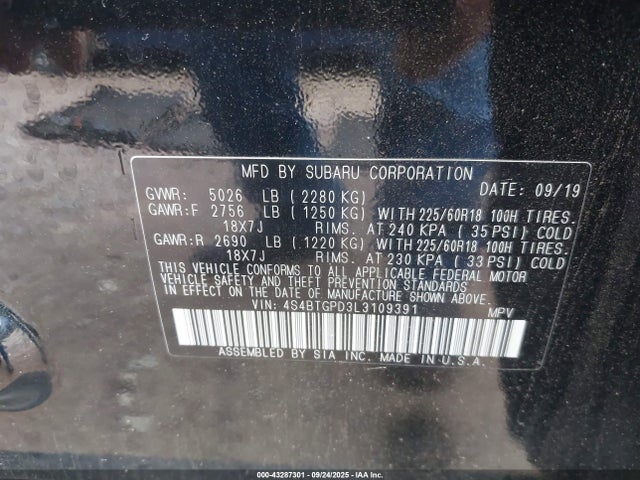 MFD BY SUBARU CORPORATION
DATE: 09/19
GVWR: 5026 LB ( 2280 KG)
GAWR:F 2756 LB ( 1250 KG) WITH 225/60R18 100H TIRES.
18X7J RIMS. AT 240 KPA ( 35 PSI) COLD
GAWR:R 2690 LB ( 1220 KG) WITH 225/60R18 100H TIRES.
18X7J RIMS. AT 230 KPA ( 33 PSI) COLD
THIS VEHICLE CONFORMS TO ALL APPLICABLE FEDERAL MOTOR
VEHICLE SAFETY AND THEFT PREVENTION STANDARDS
IN EFFECT ON THE DATE OF MANUFACTURE SHOWN ABOVE.
VIN: 4S4BTGPD3L3109391 MPV
ASSEMBLED BY SIA INC. MADE IN U.S.A.
000-43287301 - 09/24/2025 - IAA Inc.